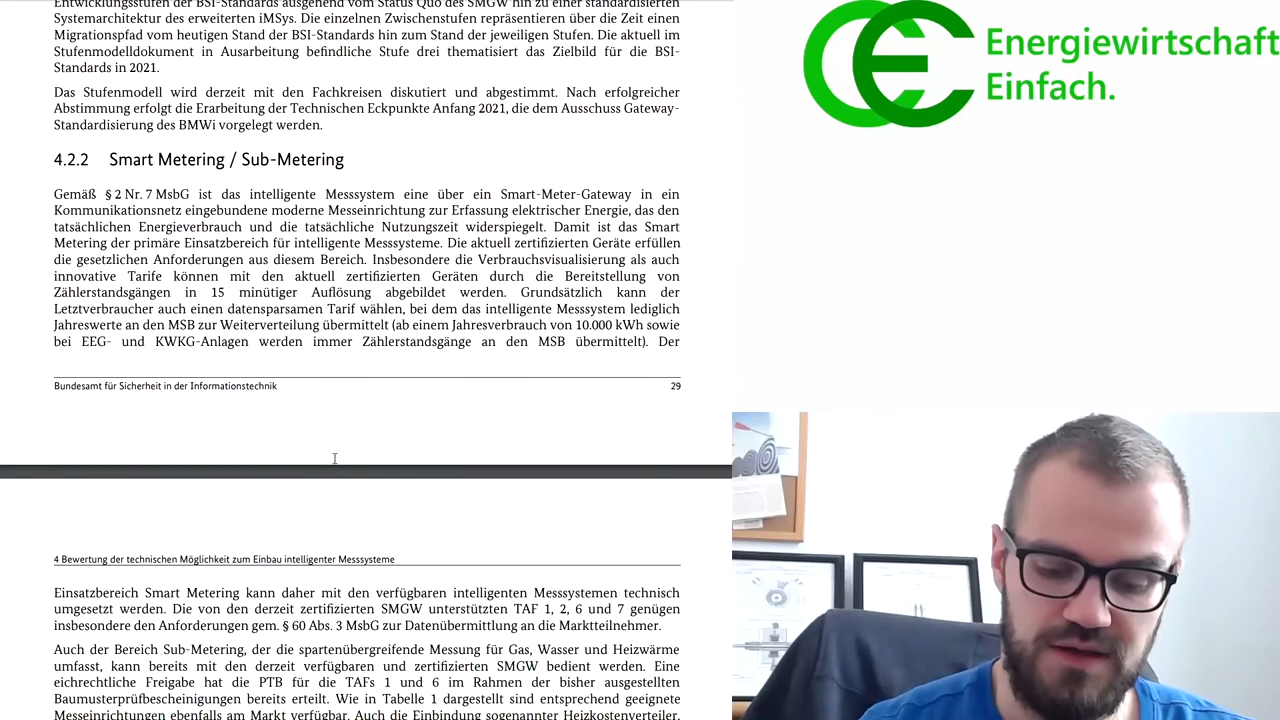 Entwicklungsstufen der BSI-Standards ausgehend vom Status Quo des SMGW hin zu einer standardisierten
Systemarchitektur des erweiterten iMSys. Die einzelnen Zwischenstufen repräsentieren über die Zeit einen
Migrationspfad vom heutigen Stand der BSI-Standards hin zum Stand der jeweiligen Stufen. Die aktuell im
Stufenmodelldokument in Ausarbeitung befindliche Stufe drei thematisiert das Zielbild für die BSI-
Standards in 2021.
Das Stufenmodell wird derzeit mit den Fachkreisen diskutiert und abgestimmt. Nach erfolgreicher
Abstimmung erfolgt die Erarbeitung der Technischen Eckpunkte Anfang 2021, die dem Ausschuss Gateway-
Standardisierung des BMWi vorgelegt werden.
4.2.2 Smart Metering / Sub-Metering
Gemäß § 2 Nr. 7 MsbG ist das intelligente Messsystem eine über ein Smart-Meter-Gateway in ein
Kommunikationsnetz eingebundene moderne Messeinrichtung zur Erfassung elektrischer Energie, das den
tatsächlichen Energieverbrauch und die tatsächliche Nutzungszeit widerspiegelt. Damit ist das Smart
Metering der primäre Einsatzbereich für intelligente Messsysteme. Die aktuell zertifizierten Geräte erfüllen
die gesetzlichen Anforderungen aus diesem Bereich. Insbesondere die Verbrauchsvisualisierung als auch
innovative Tarife können mit den aktuell zertifizierten Geräten durch die Bereitstellung von
Zählerstandsgängen in 15 minütiger Auflösung abgebildet werden. Grundsätzlich kann der
Letztverbraucher auch einen datensparsamen Tarif wählen, bei dem das intelligente Messsystem lediglich
Jahreswerte an den MSB zur Weiterverteilung übermittelt (ab einem Jahresverbrauch von 10.000 kWh sowie
bei EEG- und KWKG-Anlagen werden immer Zählerstandsgänge an den MSB übermittelt). Der
Bundesamt für Sicherheit in der Informationstechnik 29
4 Bewertung der technischen Möglichkeit zum Einbau intelligenter Messsysteme
Einsatzbereich Smart Metering kann daher mit den verfügbaren intelligenten Messsystemen technisch
umgesetzt werden. Die von den derzeit zertifizierten SMGW unterstützten TAF 1, 2, 6 und 7 genügen
insbesondere den Anforderungen gem. § 60 Abs. 3 MsbG zur Datenübermittlung an die Marktteilnehmer.
Auch der Bereich Sub-Metering, der die spartenübergreifende Messung für Gas, Wasser und Heizwärme
umfasst, kann bereits mit den derzeit verfügbaren und zertifizierten SMGW bedient werden. Eine
eichrechtliche Freigabe hat die PTB für die TAFs 1 und 6 im Rahmen der bisher ausgestellten
Baumusterprüfbescheinigungen bereits erteilt. Wie in Tabelle 1 dargestellt sind entsprechend geeignete
Messeinrichtungen ebenfalls am Markt verfügbar. Auch die Einbindung sogenannter Heizkostenverteiler,
Energiewirtschaft
Einfach.